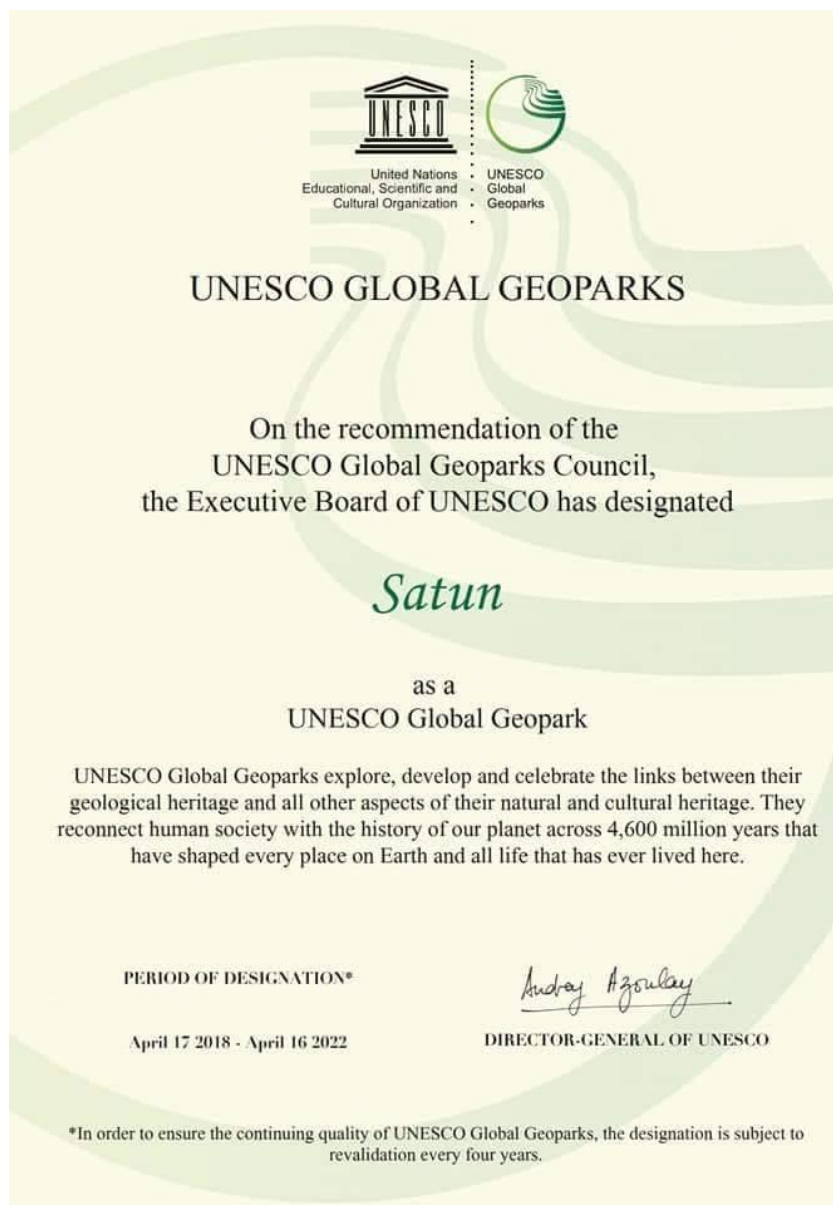 UNESCO
United Nations
Educational, Scientific and
Cultural Organization
UNESCO
Global
Geoparks
UNESCO GLOBAL GEOPARKS
On the recommendation of the
UNESCO Global Geoparks Council,
the Executive Board of UNESCO has designated
Satun
as a
UNESCO Global Geopark
UNESCO Global Geoparks explore, develop and celebrate the links between their
geological heritage and all other aspects of their natural and cultural heritage. They
reconnect human society with the history of our planet across 4,600 million years that
have shaped every place on Earth and all life that has ever lived here.
PERIOD OF DESIGNATION*
April 17 2018 - April 16 2022
Audrey Azoulay
DIRECTOR-GENERAL OF UNESCO
*In order to ensure the continuing quality of UNESCO Global Geoparks, the designation is subject to
revalidation every four years.